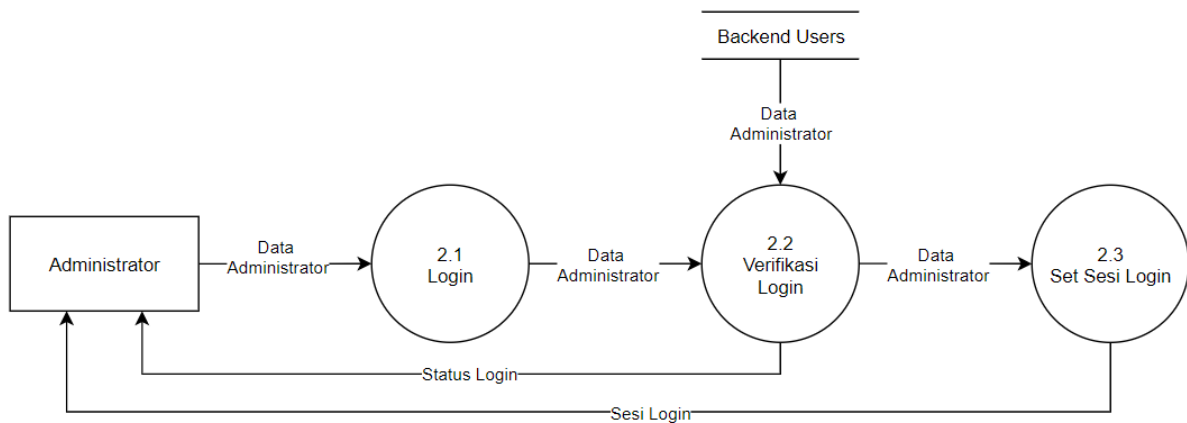 Backend Users
Data
Administrator
Administrator
Data
Administrator
2.1
Login
Data
Administrator
2.2
Verifikasi
Login
Data
Administrator
2.3
Set Sesi Login
Status Login
Sesi Login